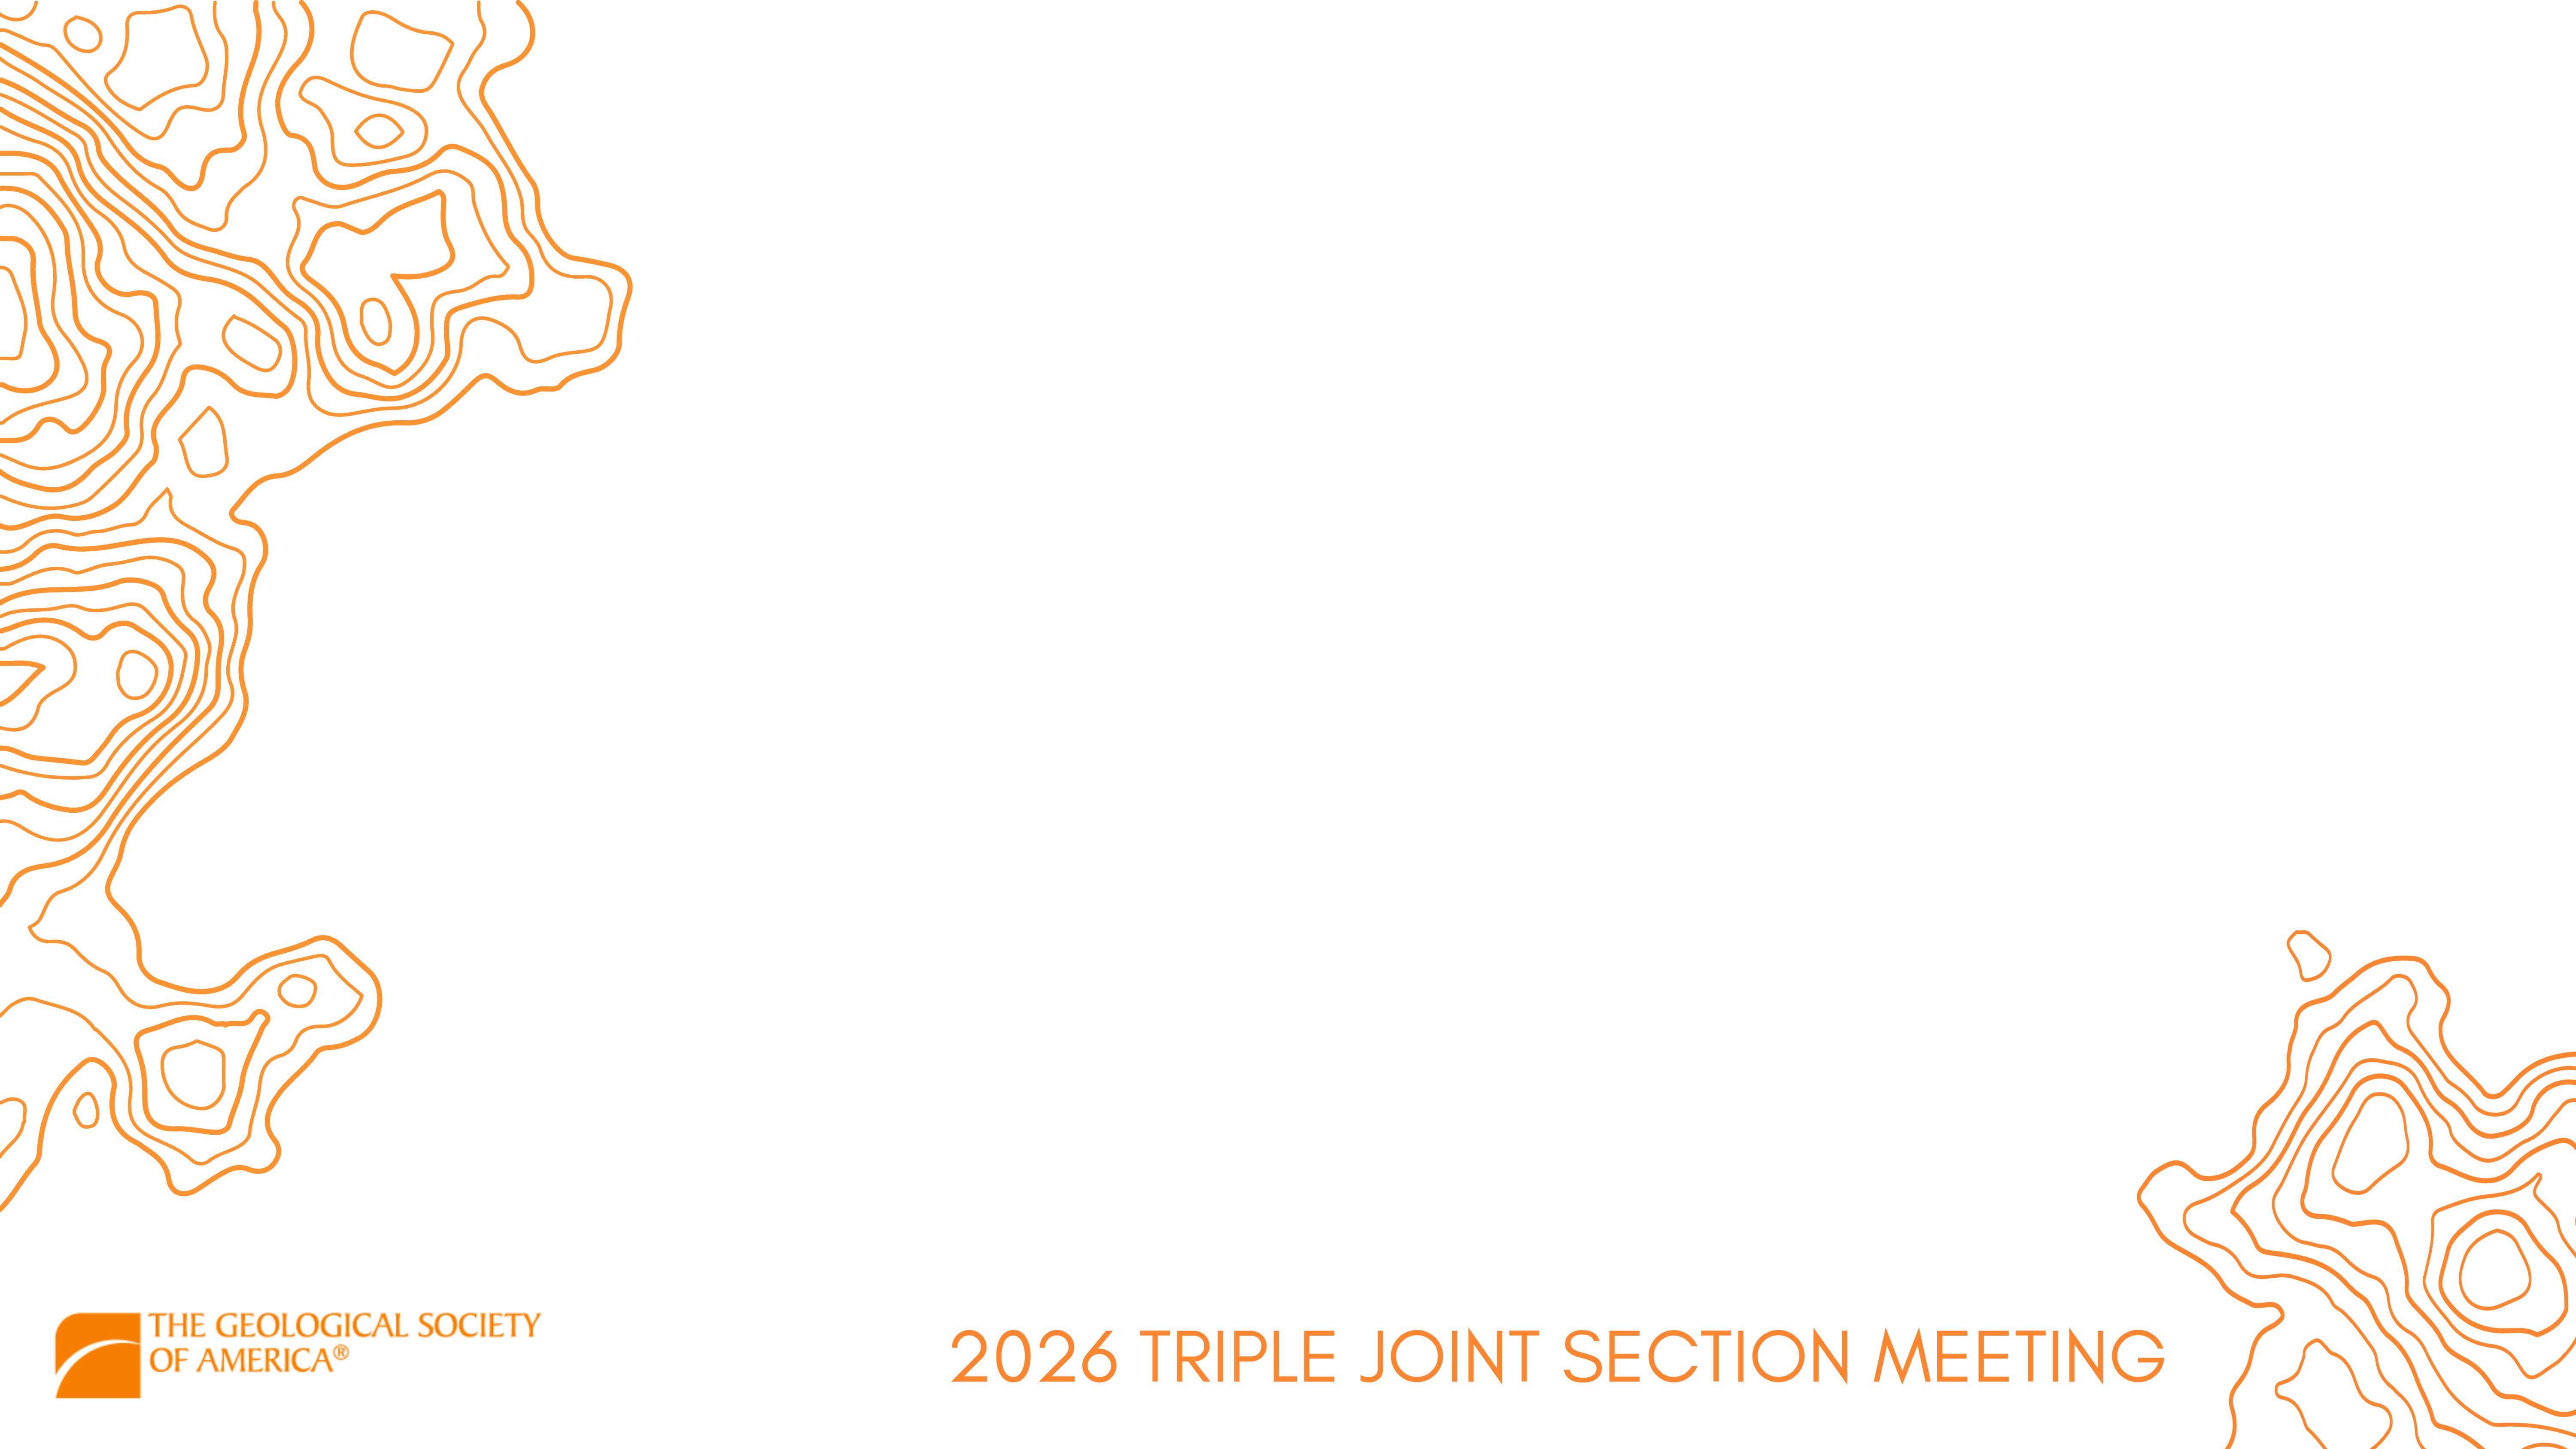 THE GEOLOGICAL SOCIETY
OF AMERICA®
2026 TRIPLE JOINT SECTION MEETING